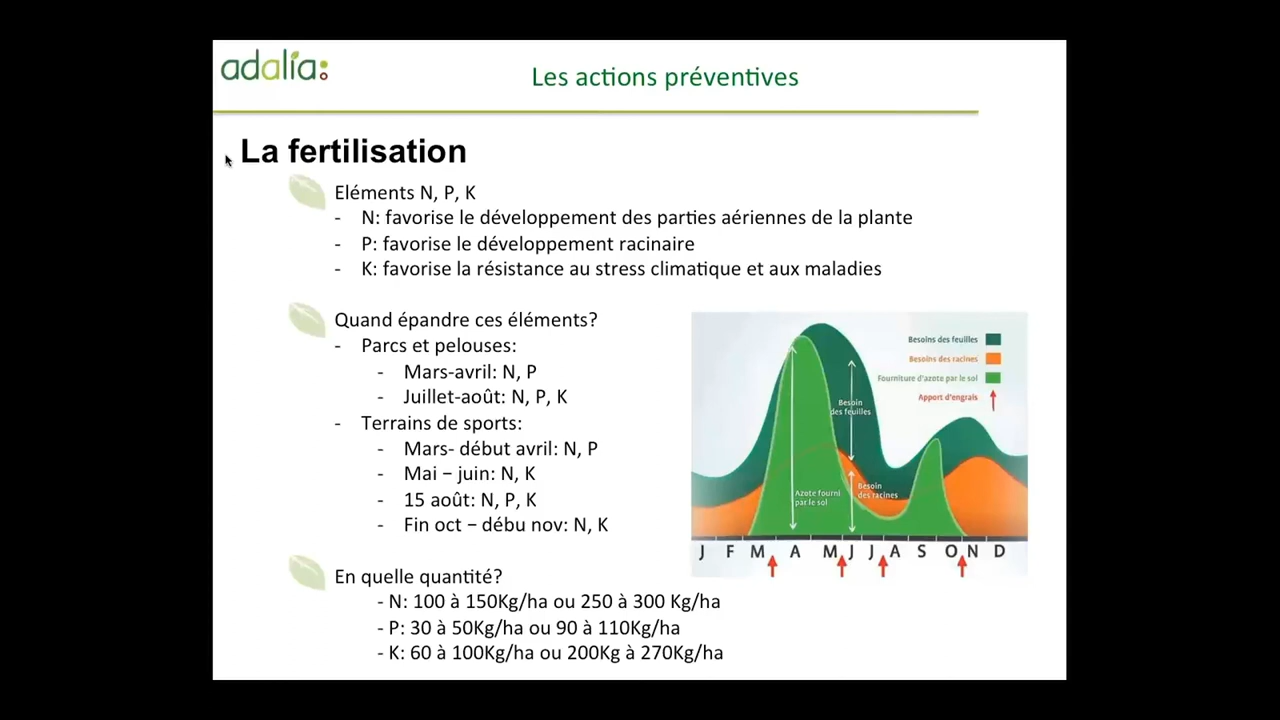 adalia:
Les actions préventives
La fertilisation
Eléments N, P, K
- N: favorise le développement des parties aériennes de la plante
- P: favorise le développement racinaire
- K: favorise la résistance au stress climatique et aux maladies
Quand épandre ces éléments?
- Parcs et pelouses:
- Mars-avril: N, P
- Juillet-août: N, P, K
- Terrains de sports:
- Mars- début avril: N, P
- Mai – juin: N, K
- 15 août: N, P, K
- Fin oct – débu nov: N, K
Besoins des feuilles
Besoins des racines
Fourniture d'azote par le sol
Apport d'engrais
Besoin
des feuilles
Azote fourni
par le sol
Besoin
des racines
J F M A M J J A S O N D
En quelle quantité?
- N: 100 à 150Kg/ha ou 250 à 300 Kg/ha
- P: 30 à 50Kg/ha ou 90 à 110Kg/ha
- K: 60 à 100Kg/ha ou 200Kg à 270Kg/ha